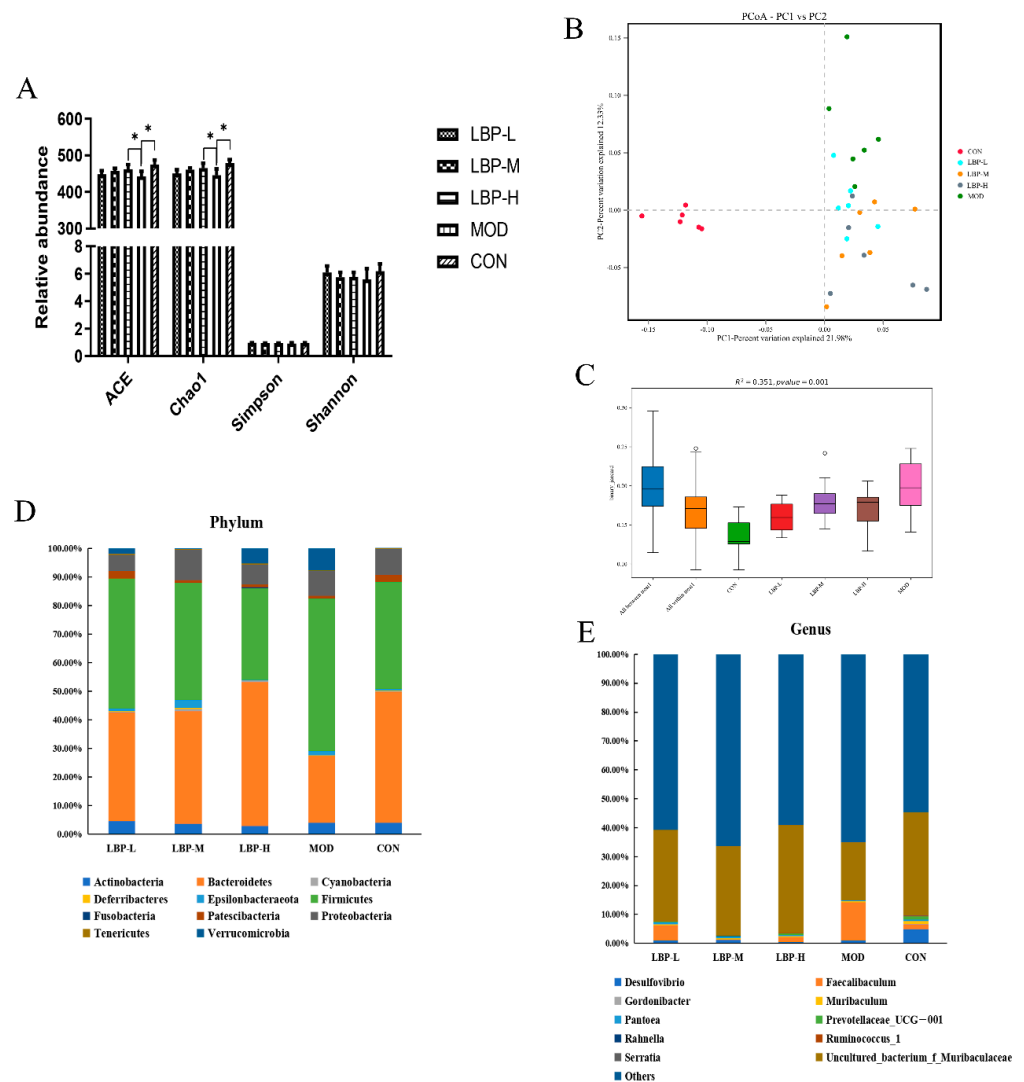 A
Relative abundance
600
500
400
300
8
6
4
2
0
* * * *
ACE
Chao1
Simpson
Shannon
LBP-L
LBP-M
LBP-H
MOD
CON
B
PCoA - PC1 vs PC2
PC2-Percent variation explained 12.33%
0.15
0.10
0.05
0.00
-0.05
-0.15
-0.10
-0.05
0.00
0.05
PC1-Percent variation explained 21.98%
CON
LBP-L
LBP-M
LBP-H
MOD
C
R² = 0.351, pvalue = 0.001
All between
All within
CON
LBP-L
LBP-M
LBP-H
MOD
D
Phylum
100.00%
90.00%
80.00%
70.00%
60.00%
50.00%
40.00%
30.00%
20.00%
10.00%
0.00%
LBP-L
LBP-M
LBP-H
MOD
CON
Actinobacteria
Bacteroidetes
Cyanobacteria
Deferribacteres
Epsilonbacteraeota
Firmicutes
Fusobacteria
Patescibacteria
Proteobacteria
Tenericutes
Verrucomicrobia
E
Genus
100.00%
90.00%
80.00%
70.00%
60.00%
50.00%
40.00%
30.00%
20.00%
10.00%
0.00%
LBP-L
LBP-M
LBP-H
MOD
CON
Desulfovibrio
Faecalibaculum
Gordonibacter
Muribaculum
Pantoea
Prevotellaceae_UCG-001
Rahnella
Ruminococcus_1
Serratia
Uncultured_bacterium_f_Muribaculaceae
Others